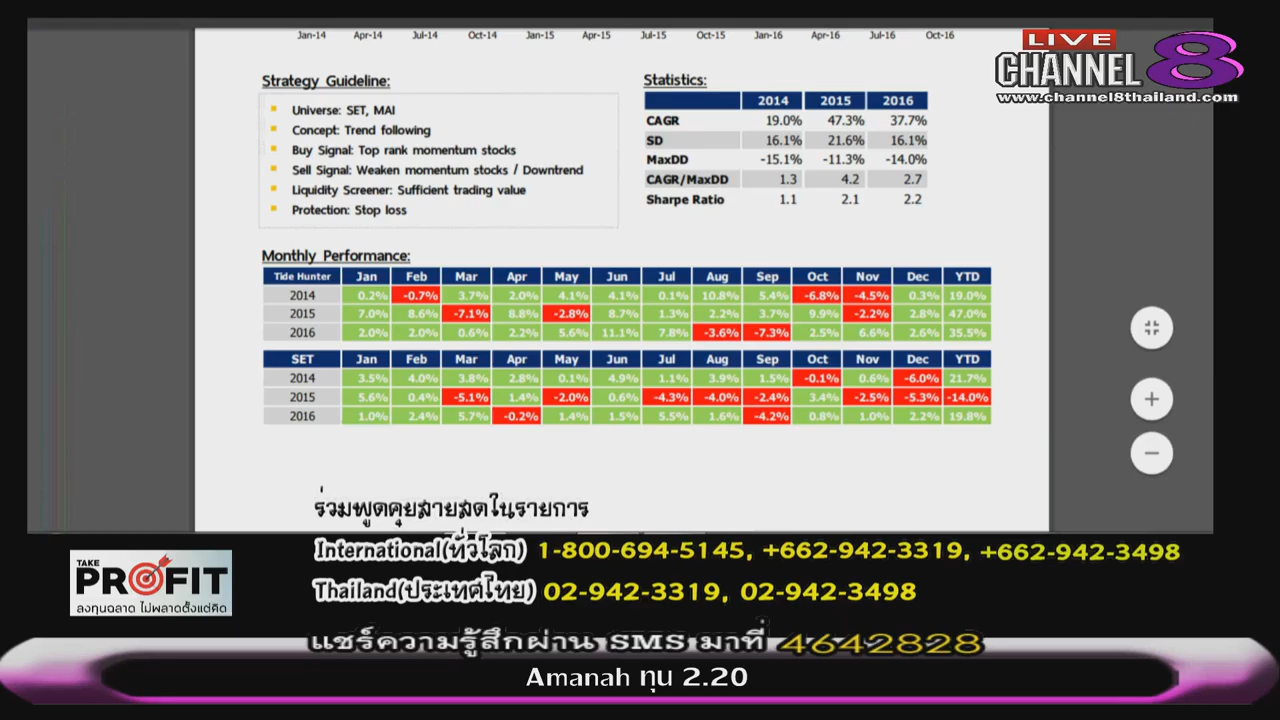 Jan-14 Apr-14 Jul-14 Oct-14 Jan-15 Apr-15 Jul-15 Oct-15 Jan-16 Apr-16 Jul-16 Oct-16
LIVE
CHANNEL 8
www.channel8thailand.com
Strategy Guideline:
Universe: SET, MAI
Concept: Trend following
Buy Signal: Top rank momentum stocks
Sell Signal: Weaken momentum stocks / Downtrend
Liquidity Screener: Sufficient trading value
Protection: Stop loss
Statistics:
2014 2015 2016
CAGR 19.0% 47.3% 37.7%
SD 16.1% 21.6% 16.1%
MaxDD -15.1% -11.3% -14.0%
CAGR/MaxDD 1.3 4.2 2.7
Sharpe Ratio 1.1 2.1 2.2
Monthly Performance:
Tide Hunter Jan Feb Mar Apr May Jun Jul Aug Sep Oct Nov Dec YTD
2014 0.2% -0.7% 3.7% 2.0% 4.1% 4.1% 0.1% 10.8% 5.4% -6.8% -4.5% 0.3% 19.0%
2015 7.0% 8.6% -7.1% 8.8% -2.8% 8.7% 1.3% 2.2% 3.7% 9.9% -2.2% 2.8% 47.0%
2016 2.0% 2.0% 0.6% 2.2% 5.6% 11.1% 7.8% -3.6% -7.3% 2.5% 6.6% 2.6% 35.5%
SET Jan Feb Mar Apr May Jun Jul Aug Sep Oct Nov Dec YTD
2014 3.5% 4.0% 3.8% 2.8% 0.1% 4.9% 1.1% 3.9% 1.5% -0.1% 0.6% -6.0% 21.7%
2015 5.6% 0.4% -5.1% 1.4% -2.0% 0.6% -4.3% -4.0% -2.4% 3.4% -2.5% -5.3% -14.0%
2016 1.0% 2.4% 5.7% -0.2% 1.4% 1.5% 5.5% 1.6% -4.2% 0.8% 1.0% 2.2% 19.8%
ร่วมพูดคุยสายสดในรายการ
International(ทั่วโลก) 1-800-694-5145, +662-942-3319, +662-942-3498
Thailand(ประเทศไทย) 02-942-3319, 02-942-3498
TAKE
PROFIT
ลงทุนฉลาด ไม่พลาดตั้งแต่คิด
แชร์ความรู้สึกผ่าน SMS มาที่ 4642828
Amanah ทุน 2.20